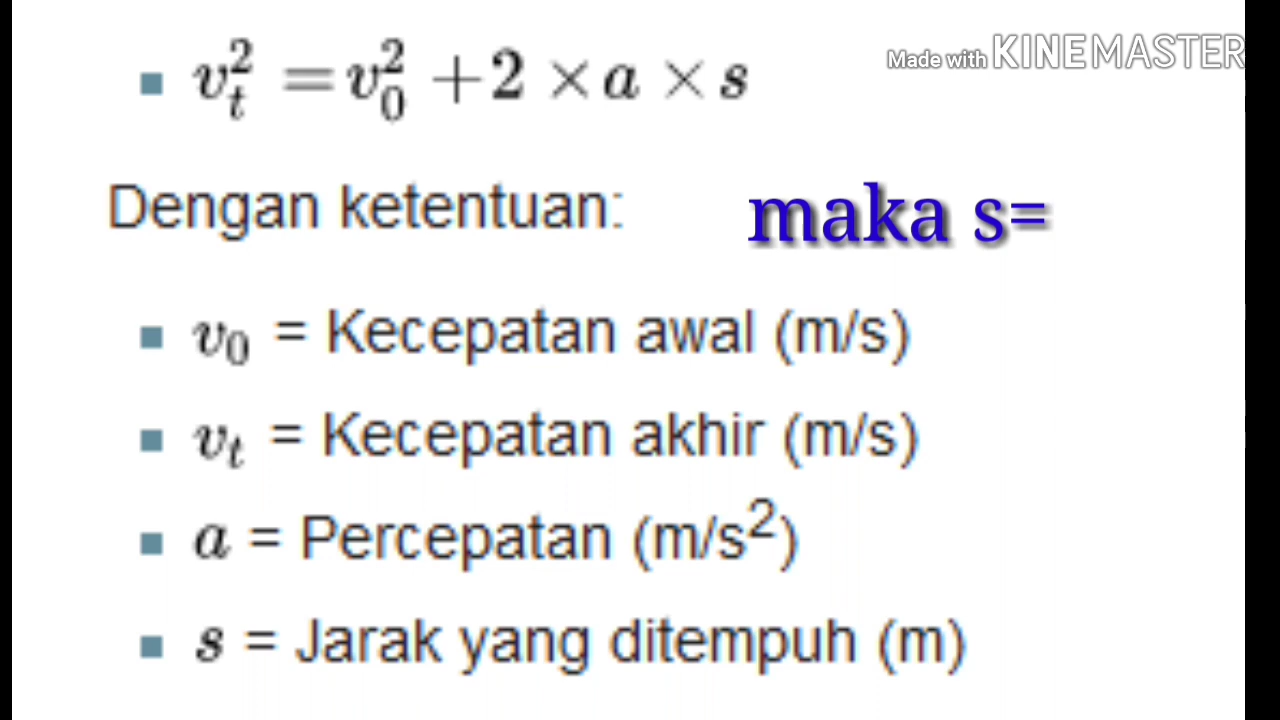 Made with KINEMASTER
v_t^2 = v_0^2 + 2 × a × s
Dengan ketentuan:
maka s=
v_0 = Kecepatan awal (m/s)
v_t = Kecepatan akhir (m/s)
a = Percepatan (m/s^2)
s = Jarak yang ditempuh (m)